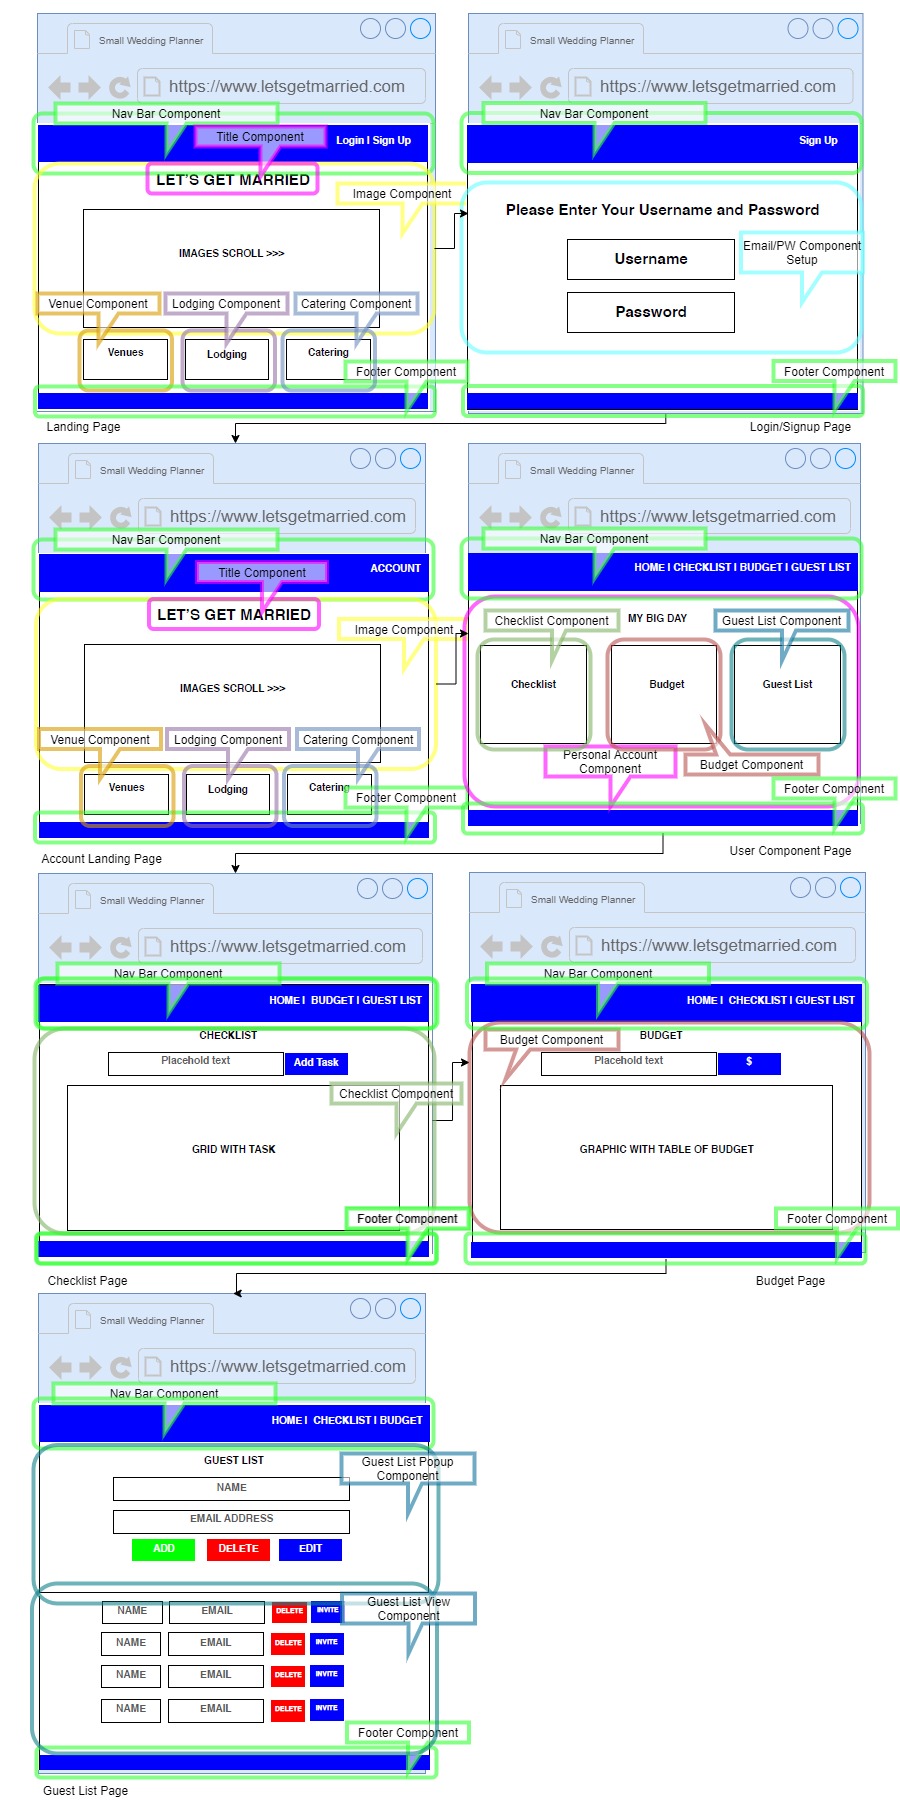 Small Wedding Planner
https://www.letsgetmarried.com
Nav Bar Component
Title Component
Login I Sign Up
LET'S GET MARRIED
Image Component
IMAGES SCROLL >>>
Venue Component
Lodging Component
Catering Component
Venues
Lodging
Catering
Footer Component
Landing Page
Small Wedding Planner
https://www.letsgetmarried.com
Nav Bar Component
Sign Up
Please Enter Your Username and Password
Email/PW Component
Setup
Username
Password
Footer Component
Login/Signup Page
Small Wedding Planner
https://www.letsgetmarried.com
Nav Bar Component
Title Component
ACCOUNT
LET'S GET MARRIED
Image Component
IMAGES SCROLL >>>
Venue Component
Lodging Component
Catering Component
Venues
Lodging
Catering
Footer Component
Account Landing Page
Small Wedding Planner
https://www.letsgetmarried.com
Nav Bar Component
HOME I CHECKLIST I BUDGET I GUEST LIST
Checklist Component
MY BIG DAY
Guest List Component
Checklist
Budget
Guest List
Personal Account
Component
Budget Component
Footer Component
User Component Page
Small Wedding Planner
https://www.letsgetmarried.com
Nav Bar Component
HOME I BUDGET I GUEST LIST
CHECKLIST
Placehold text
Add Task
Checklist Component
GRID WITH TASK
Footer Component
Checklist Page
Small Wedding Planner
https://www.letsgetmarried.com
Nav Bar Component
HOME I CHECKLIST I GUEST LIST
Budget Component
BUDGET
Placehold text
$
GRAPHIC WITH TABLE OF BUDGET
Footer Component
Budget Page
Small Wedding Planner
https://www.letsgetmarried.com
Nav Bar Component
HOME I CHECKLIST I BUDGET
GUEST LIST
Guest List Popup
Component
NAME
EMAIL ADDRESS
ADD
DELETE
EDIT
Guest List View
Component
NAME EMAIL DELETE INVITE
NAME EMAIL DELETE INVITE
NAME EMAIL DELETE INVITE
NAME EMAIL DELETE INVITE
Footer Component
Guest List Page